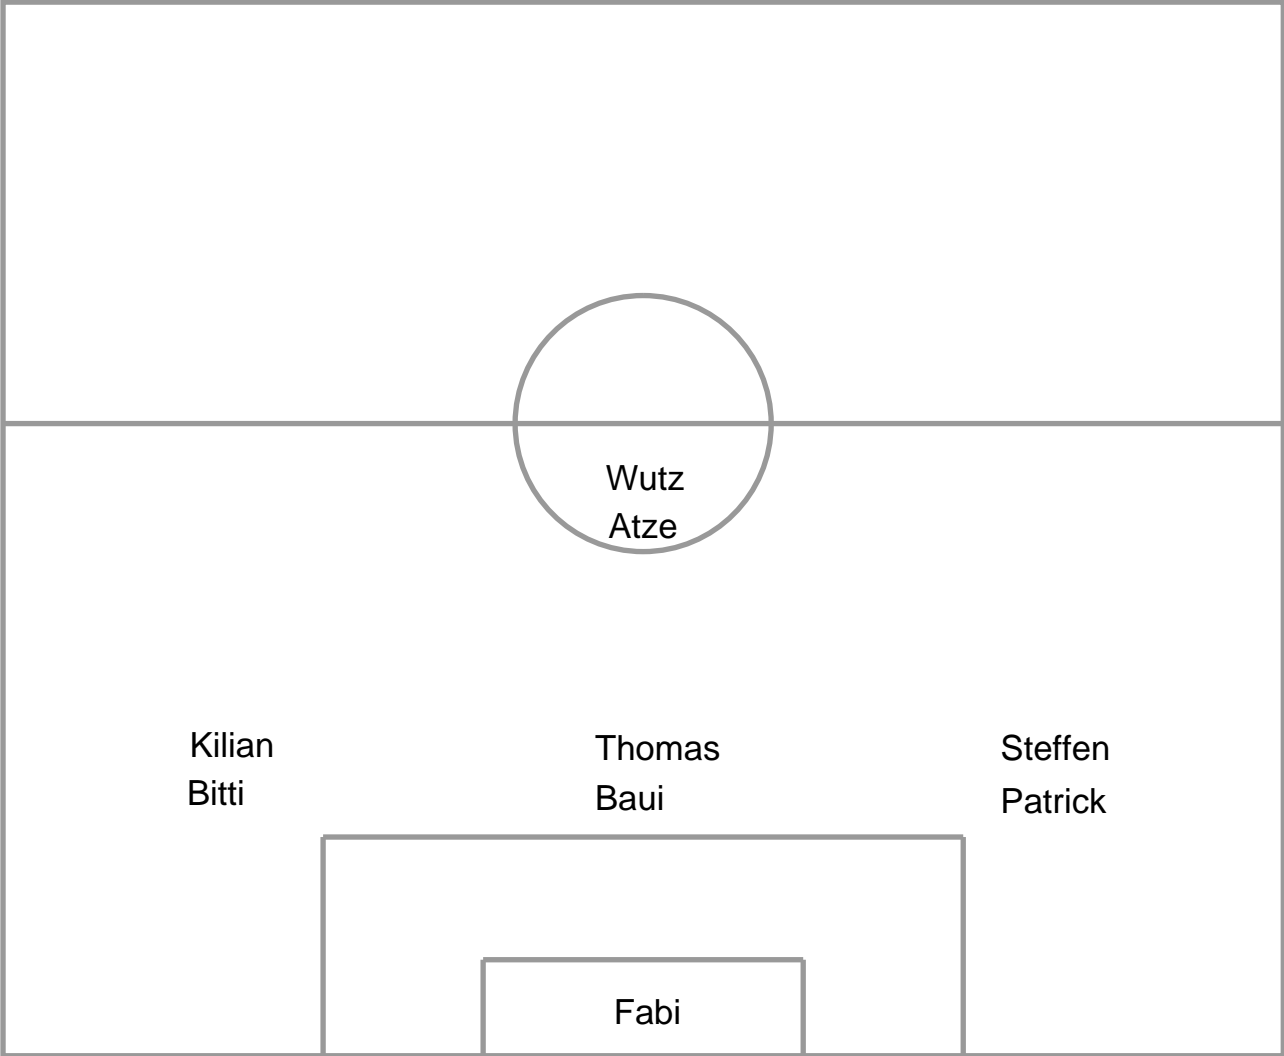 Wutz
Atze
Kilian
Bitti
Thomas
Baui
Steffen
Patrick
Fabi